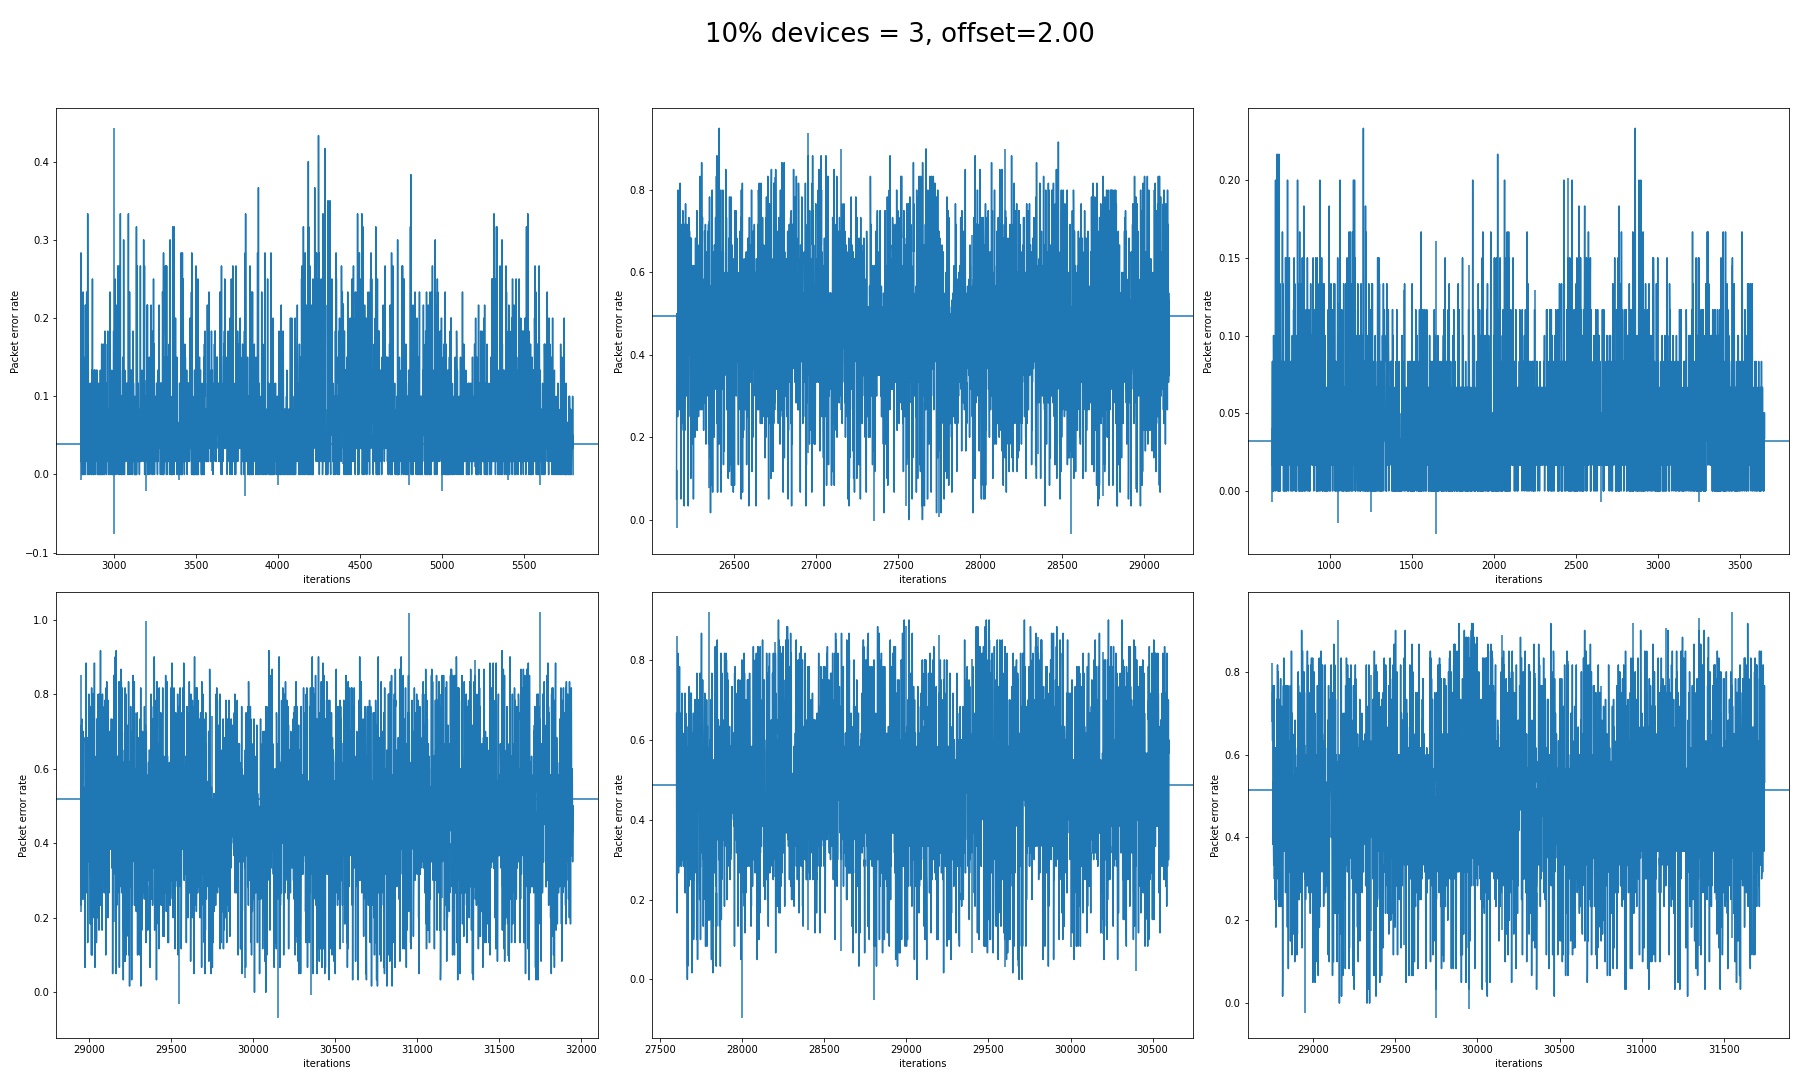 10% devices = 3, offset=2.00
Packet error rate
0.4
0.3
0.2
0.1
0.0
−0.1
3000 3500 4000 4500 5000 5500
iterations
Packet error rate
0.8
0.6
0.4
0.2
0.0
26500 27000 27500 28000 28500 29000
iterations
Packet error rate
0.20
0.15
0.10
0.05
0.00
1000 1500 2000 2500 3000 3500
iterations
Packet error rate
1.0
0.8
0.6
0.4
0.2
0.0
29000 29500 30000 30500 31000 31500 32000
iterations
Packet error rate
0.8
0.6
0.4
0.2
0.0
27500 28000 28500 29000 29500 30000 30500
iterations
Packet error rate
0.8
0.6
0.4
0.2
0.0
29000 29500 30000 30500 31000 31500
iterations